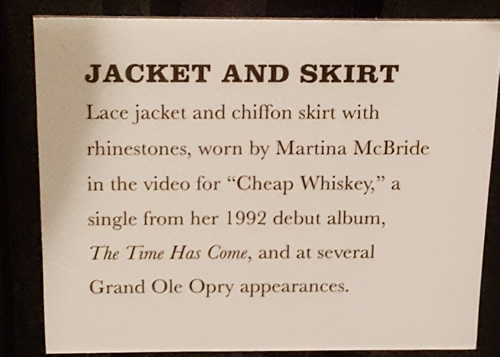 JACKET AND SKIRT
Lace jacket and chiffon skirt with
rhinestones, worn by Martina McBride
in the video for “Cheap Whiskey,” a
single from her 1992 debut album,
The Time Has Come, and at several
Grand Ole Opry appearances.